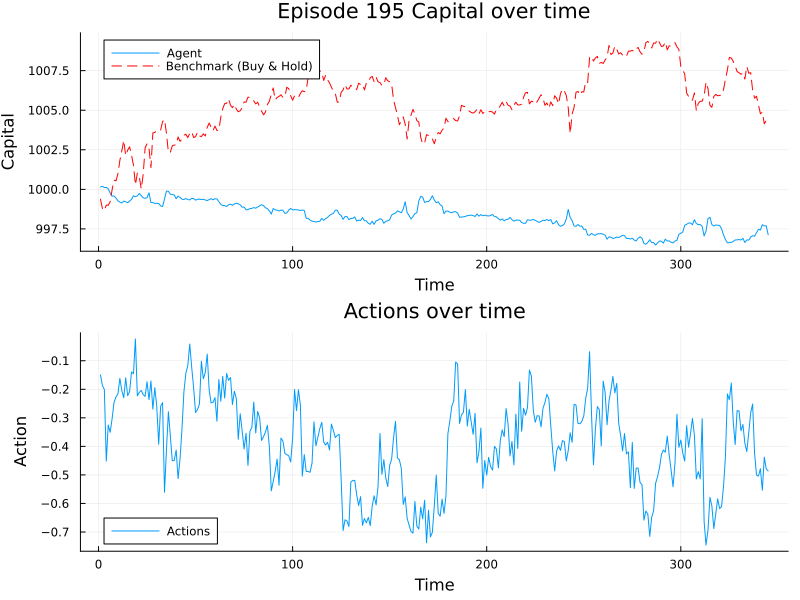 Episode 195 Capital over time
Capital
1007.5
1005.0
1002.5
1000.0
997.5
Agent
Benchmark (Buy & Hold)
0
100
200
300
Time
Actions over time
Action
−0.1
−0.2
−0.3
−0.4
−0.5
−0.6
−0.7
Actions
0
100
200
300
Time